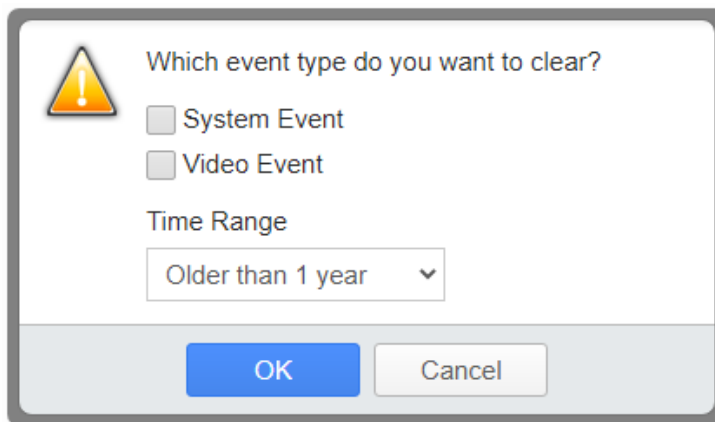 Which event type do you want to clear?
System Event
Video Event
Time Range
Older than 1 year
OK
Cancel